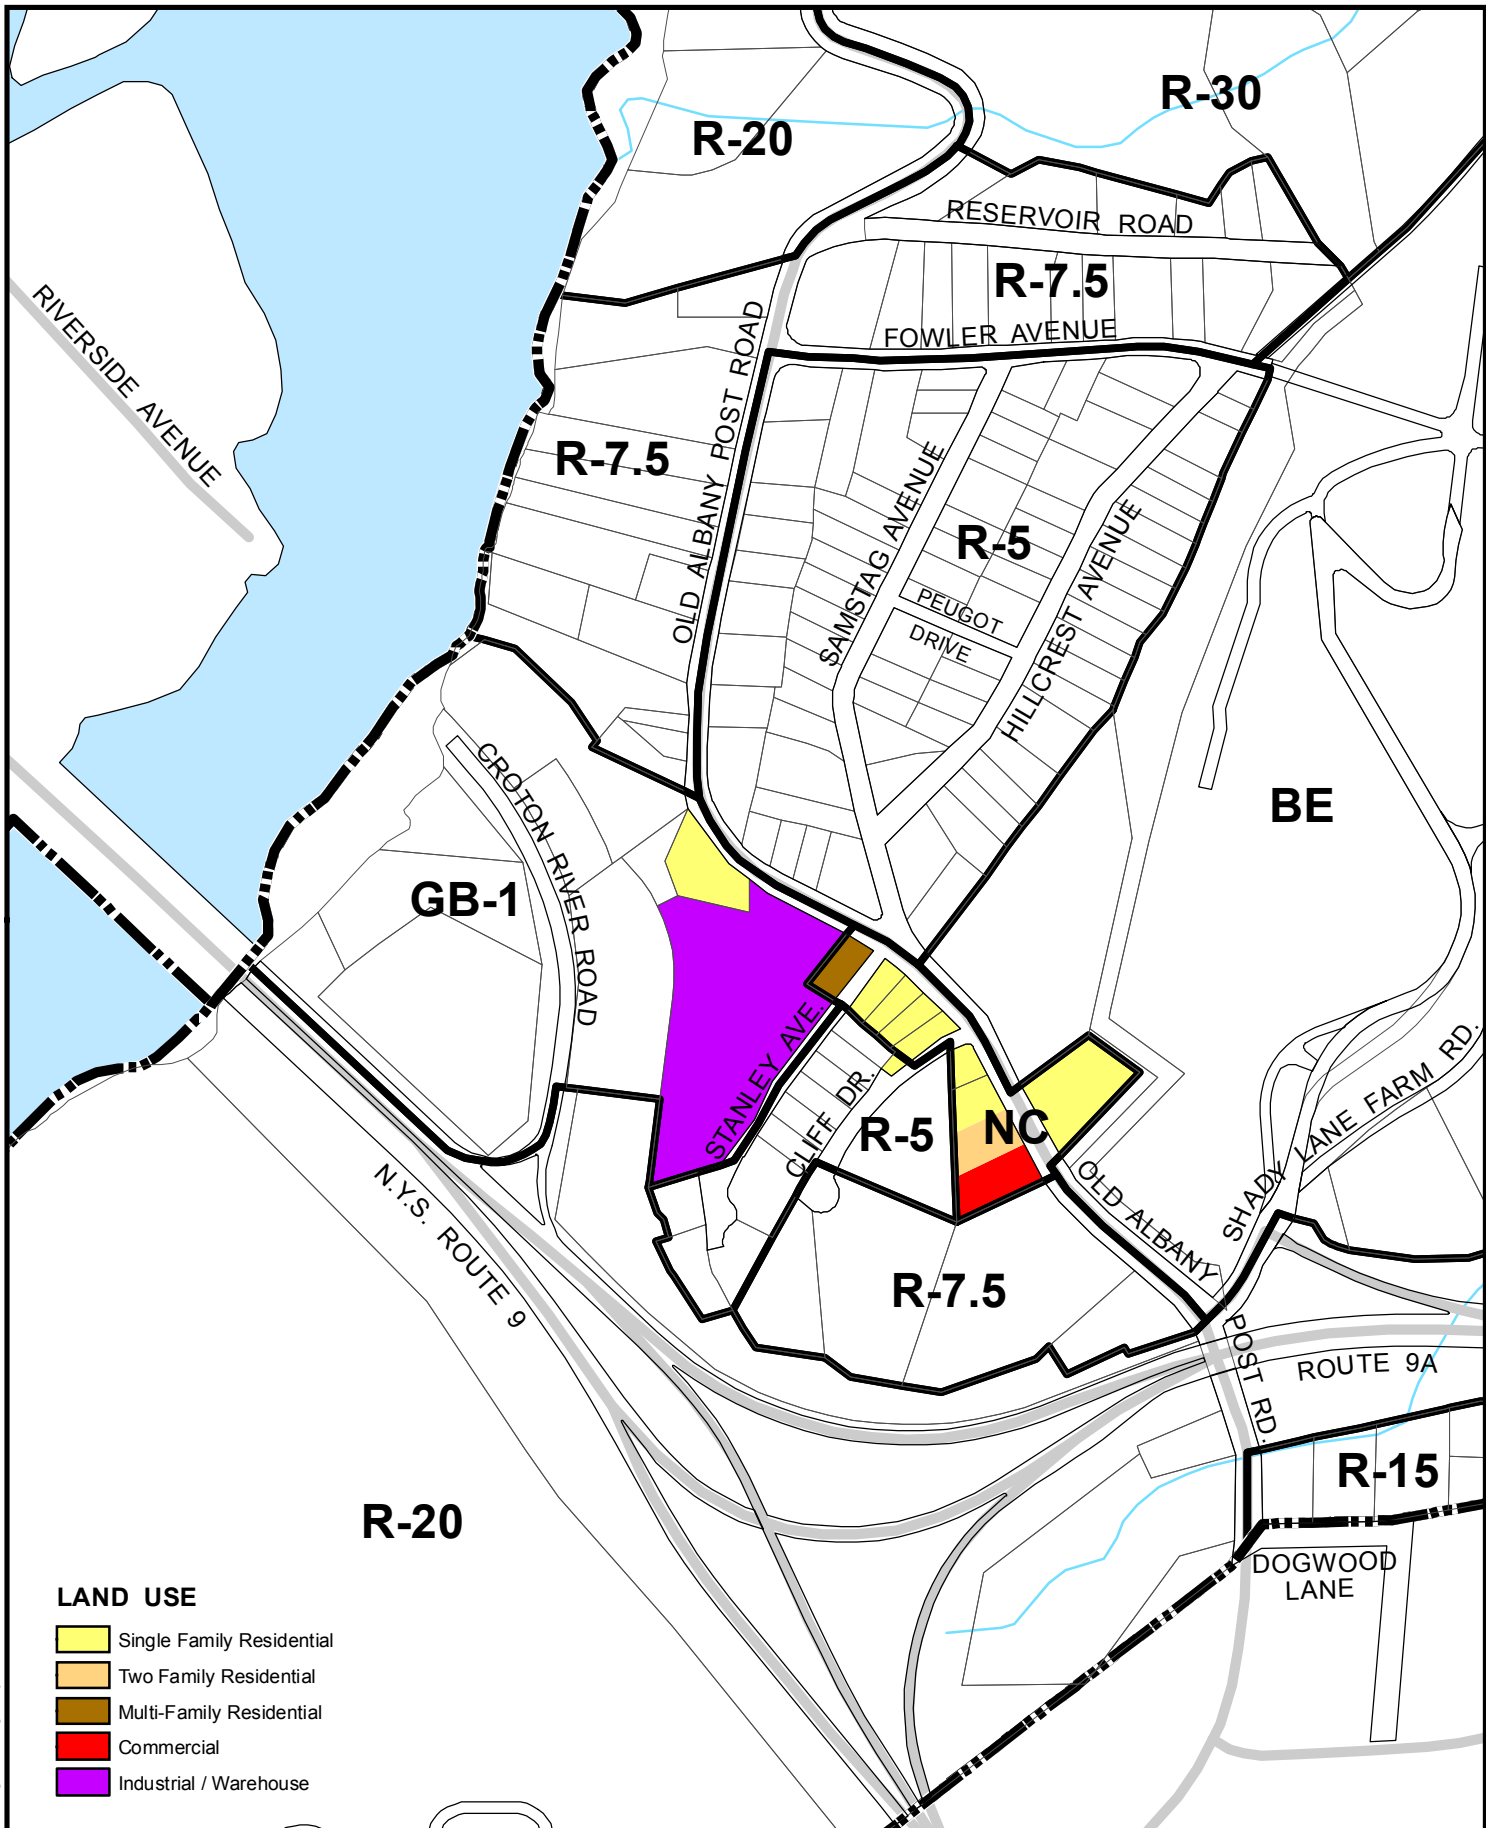 R-30
R-20
RESERVOIR ROAD
R-7.5
RIVERSIDE AVENUE
FOWLER AVENUE
OLD ALBANY POST ROAD
R-7.5
SAMSTAG AVENUE
R-5
HILLCREST AVENUE
PEUGOT
DRIVE
CROTON RIVER ROAD
BE
GB-1
STANLEY AVE.
CLIFF DR.
R-5
NC
SHADY LANE FARM RD.
OLD ALBANY
POST RD.
N.Y.S. ROUTE 9
R-7.5
ROUTE 9A
R-15
R-20
DOGWOOD
LANE
LAND USE
Single Family Residential
Two Family Residential
Multi-Family Residential
Commercial
Industrial / Warehouse